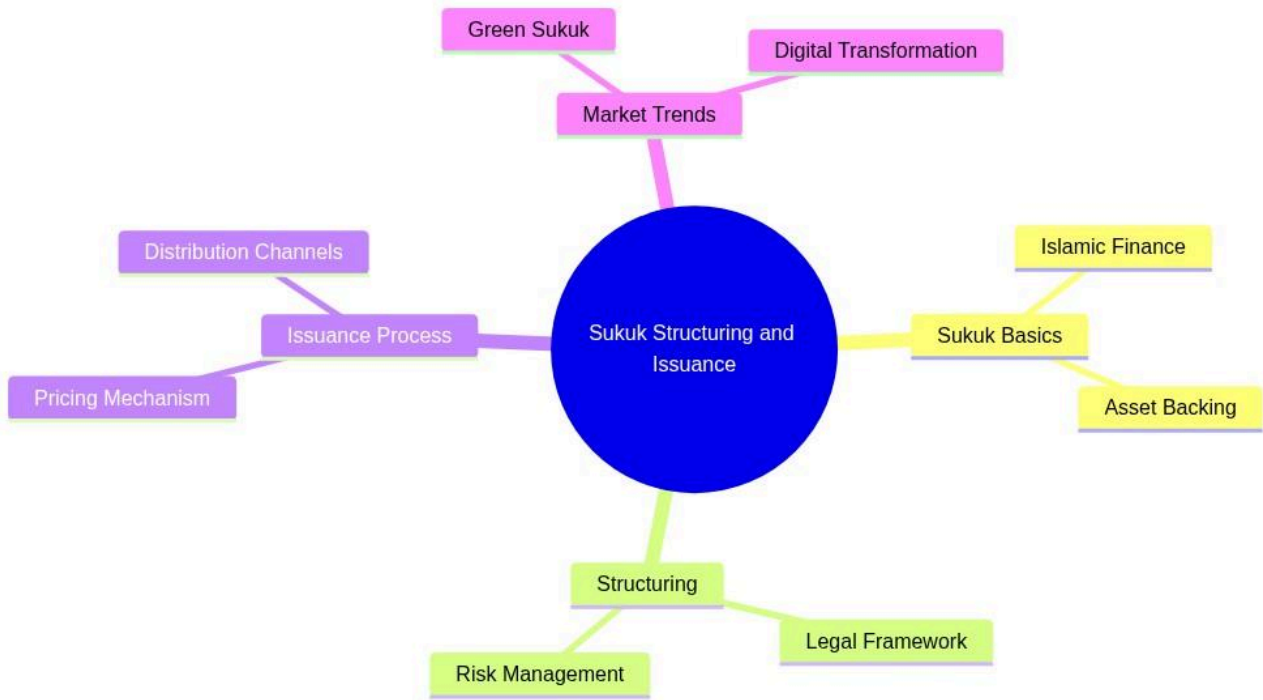 Green Sukuk
Digital Transformation
Market Trends
Distribution Channels
Islamic Finance
Issuance Process
Sukuk Structuring and
Issuance
Sukuk Basics
Pricing Mechanism
Asset Backing
Structuring
Legal Framework
Risk Management